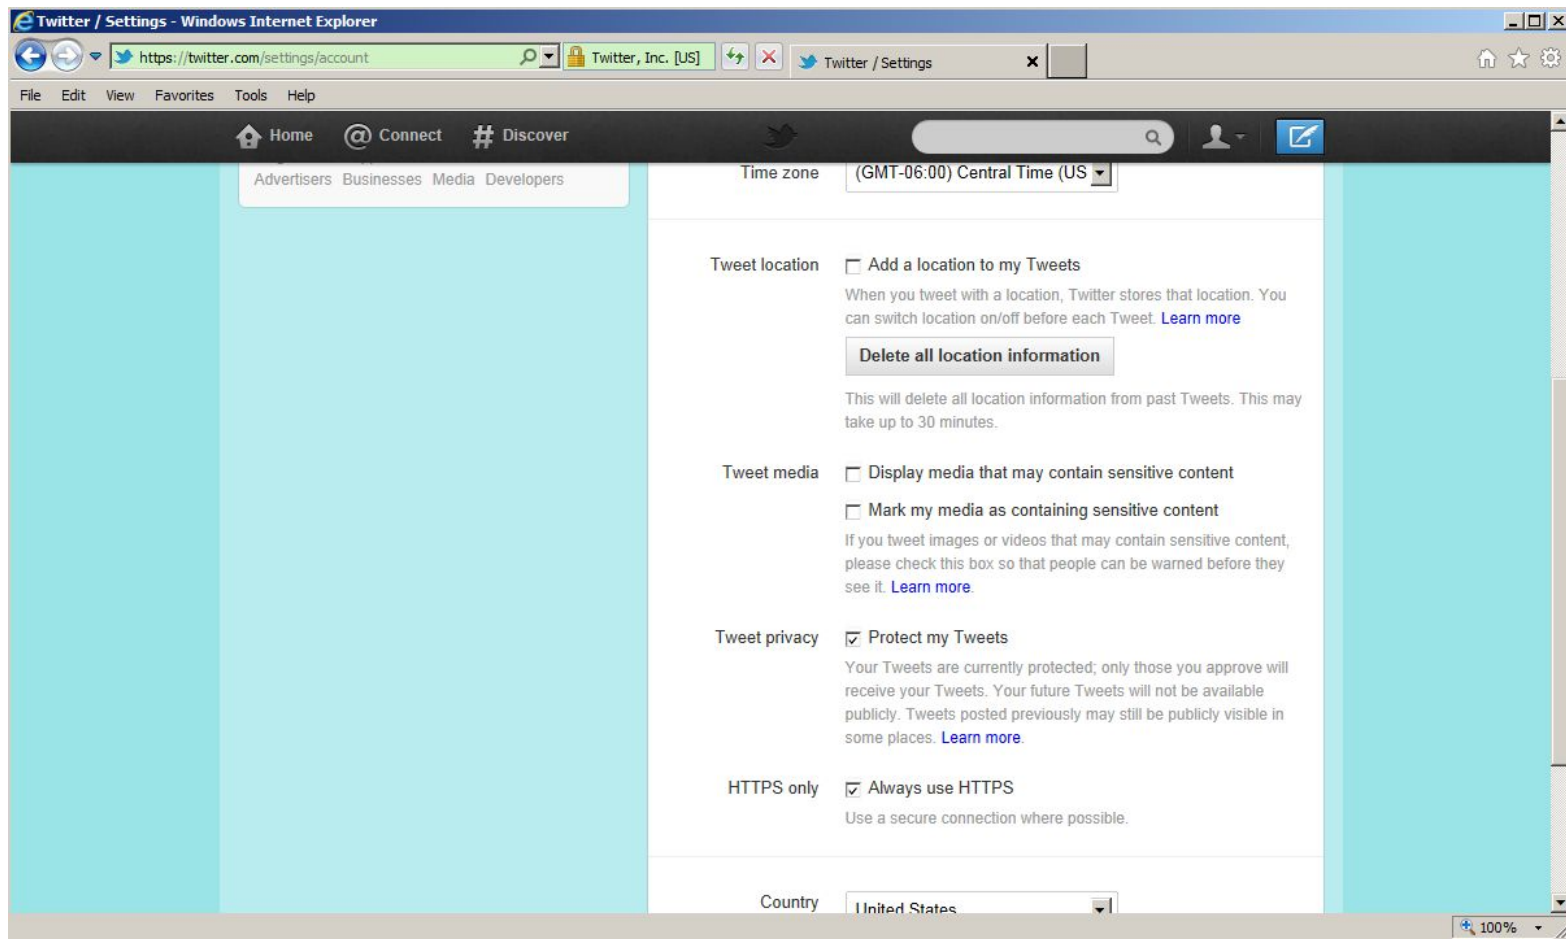 Twitter / Settings - Windows Internet Explorer
https://twitter.com/settings/account
Twitter, Inc. [US]
Twitter / Settings
File Edit View Favorites Tools Help
Home @ Connect # Discover
Advertisers Businesses Media Developers
Time zone (GMT-06:00) Central Time (US
Tweet location Add a location to my Tweets
When you tweet with a location, Twitter stores that location. You
can switch location on/off before each Tweet. Learn more
Delete all location information
This will delete all location information from past Tweets. This may
take up to 30 minutes.
Tweet media Display media that may contain sensitive content
Mark my media as containing sensitive content
If you tweet images or videos that may contain sensitive content,
please check this box so that people can be warned before they
see it. Learn more.
Tweet privacy Protect my Tweets
Your Tweets are currently protected; only those you approve will
receive your Tweets. Your future Tweets will not be available
publicly. Tweets posted previously may still be publicly visible in
some places. Learn more.
HTTPS only Always use HTTPS
Use a secure connection where possible.
Country United States
100%